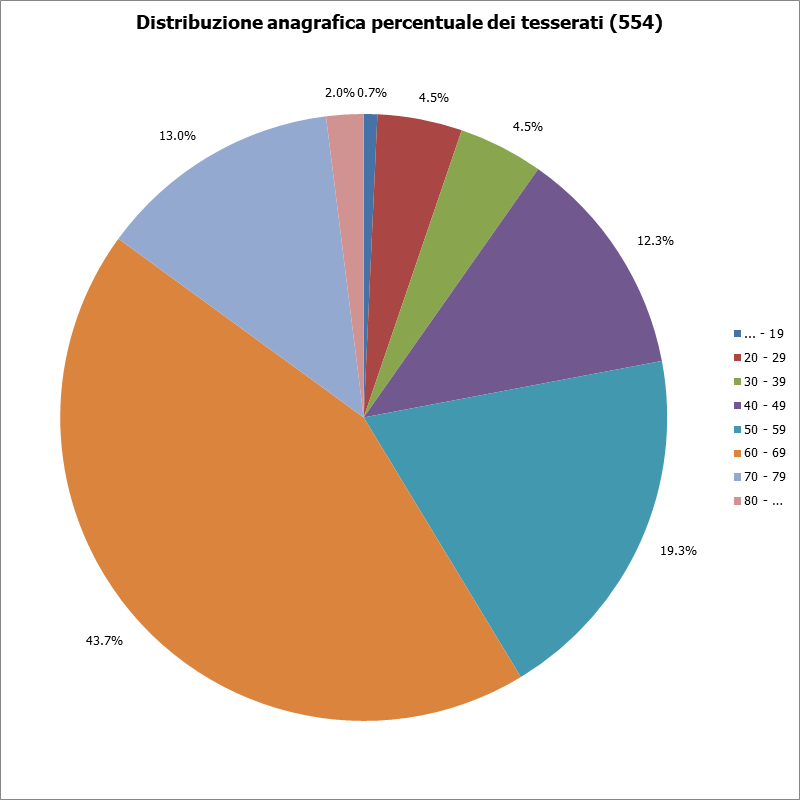 Distribuzione anagrafica percentuale dei tesserati (554)
2.0% 0.7%
4.5%
4.5%
13.0%
12.3%
... - 19
20 - 29
30 - 39
40 - 49
50 - 59
60 - 69
70 - 79
80 - ...
19.3%
43.7%